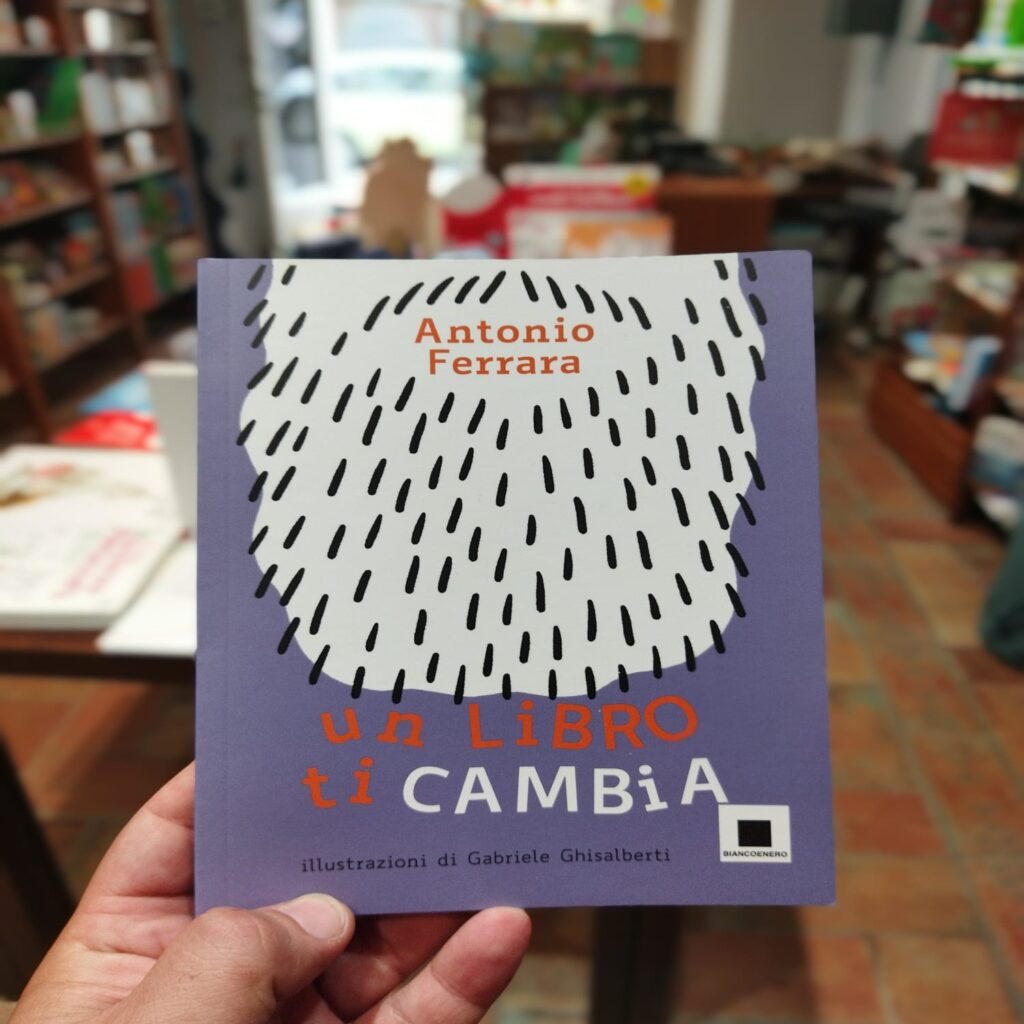 Antonio
Ferrara
un LiBRO
ti CAMBiA
illustrazioni di Gabriele Ghisalberti
BIANCOENERO